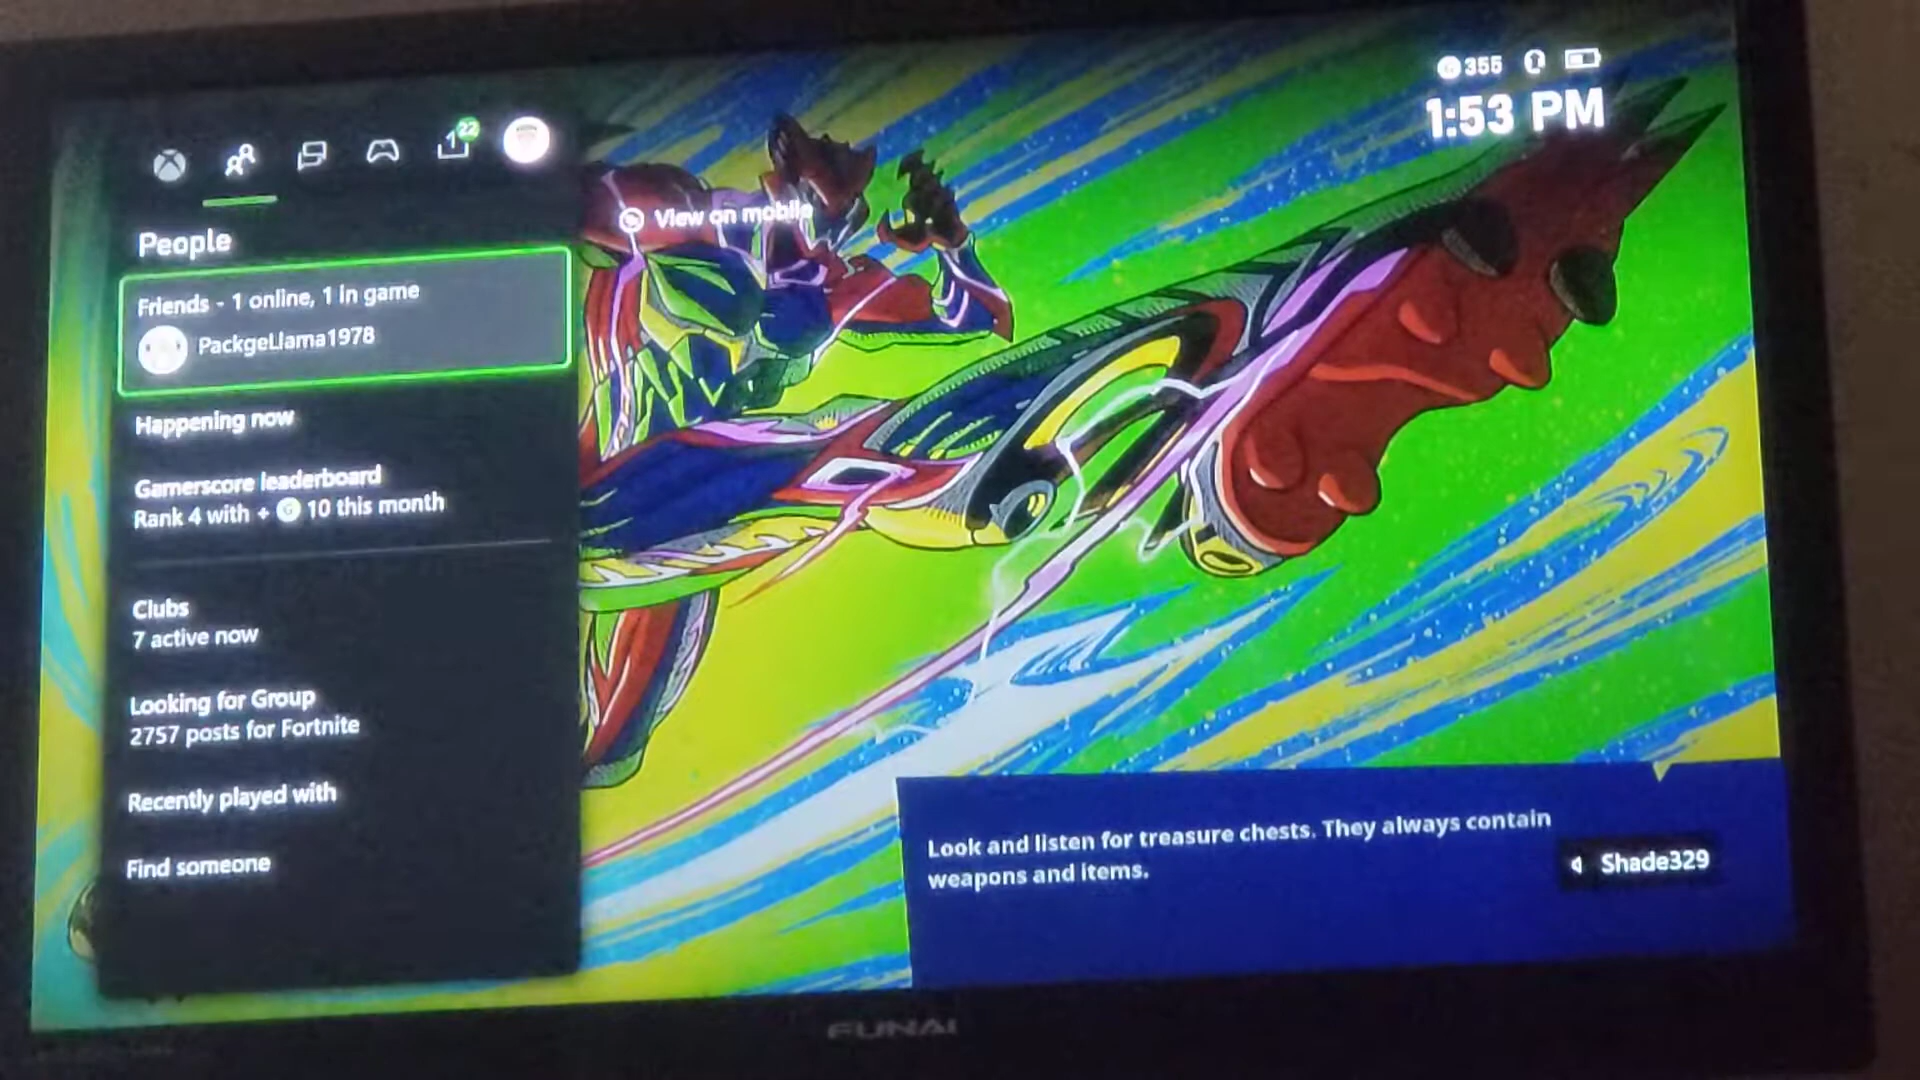 355
1:53 PM
22
View on mobile
People
Friends - 1 online, 1 in game
PackgeLlama1978
Happening now
Gamerscore leaderboard
Rank 4 with + G 10 this month
Clubs
7 active now
Looking for Group
2757 posts for Fortnite
Recently played with
Find someone
Look and listen for treasure chests. They always contain
weapons and items.
Shade329
FUNAI